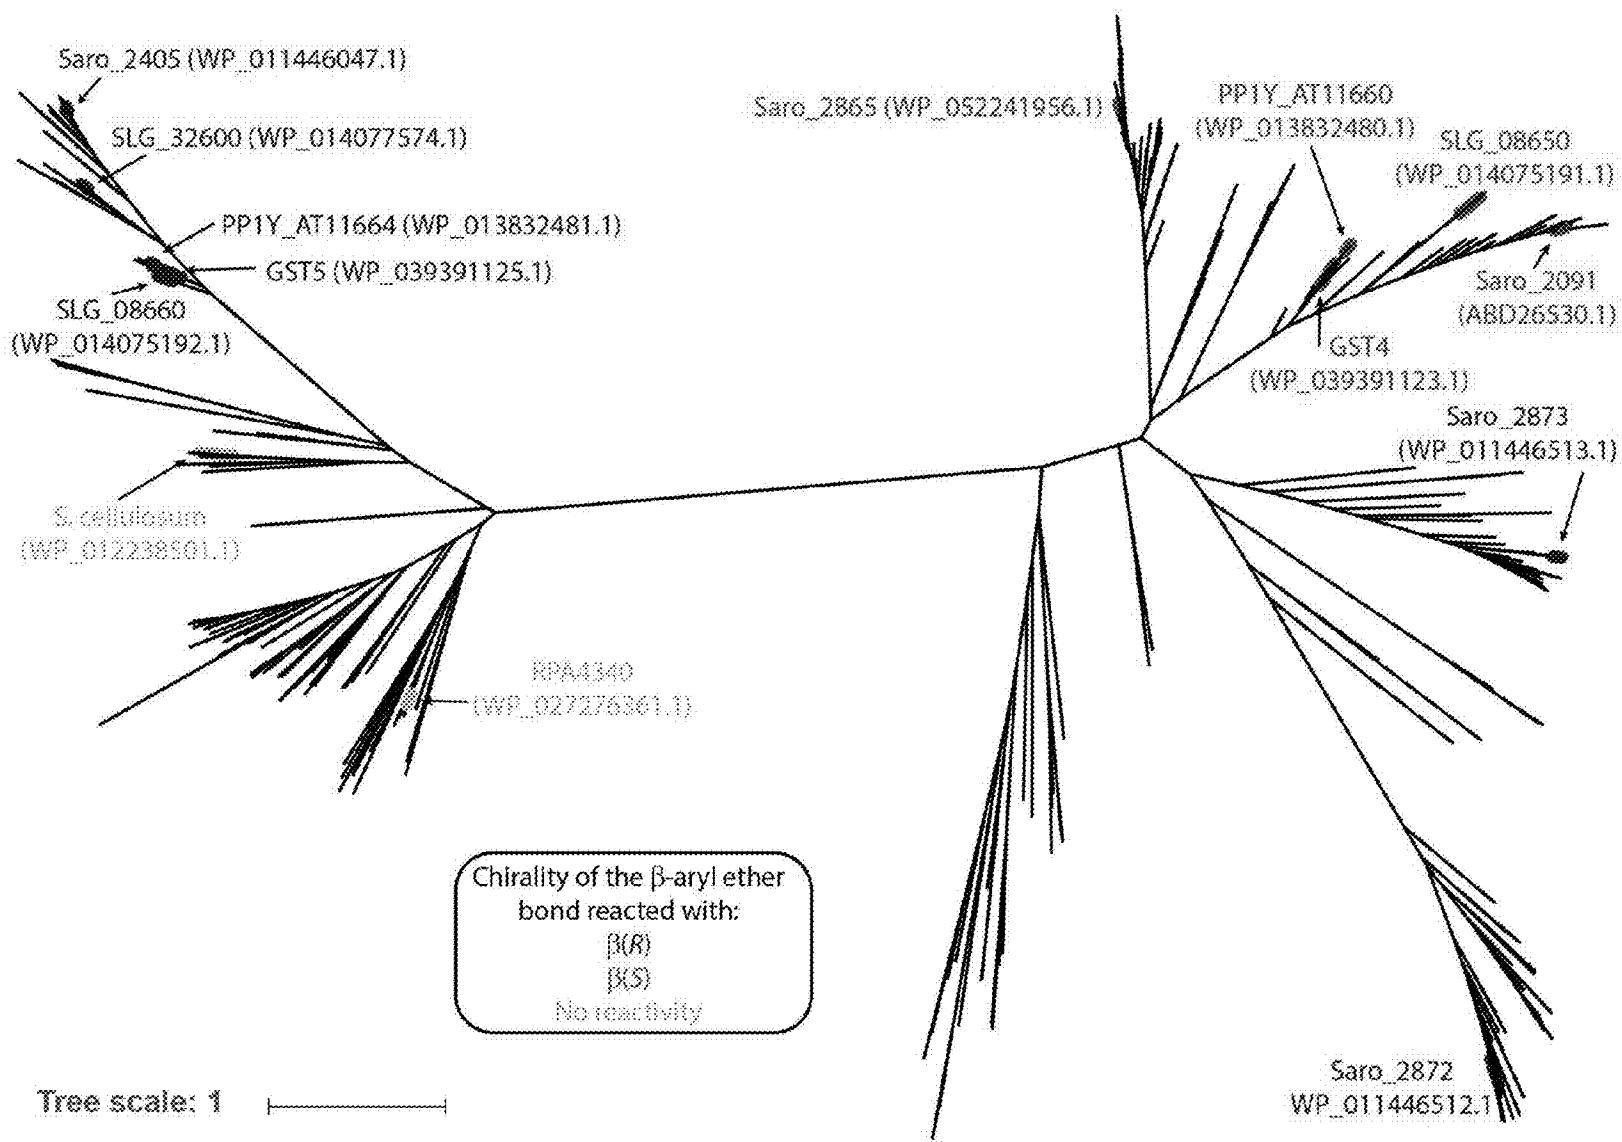 Saro_2405 (WP_011446047.1)
SLG_32600 (WP_014077574.1)
PP1Y_AT11664 (WP_013832481.1)
GST5 (WP_039391125.1)
SLG_08660
(WP_014075192.1)
S. cellulosum
(WP_012238501.1)
RPA4340
(WP_027276361.1)
Saro_2865 (WP_052241956.1)
PP1Y_AT11660
(WP_013832480.1)
SLG_08650
(WP_014075191.1)
Saro_2091
(ABD26530.1)
GST4
(WP_039391123.1)
Saro_2873
(WP_011446513.1)
Saro_2872
WP_011446512.1
Chirality of the β-aryl ether
bond reacted with:
β(R)
β(S)
No reactivity
Tree scale: 1